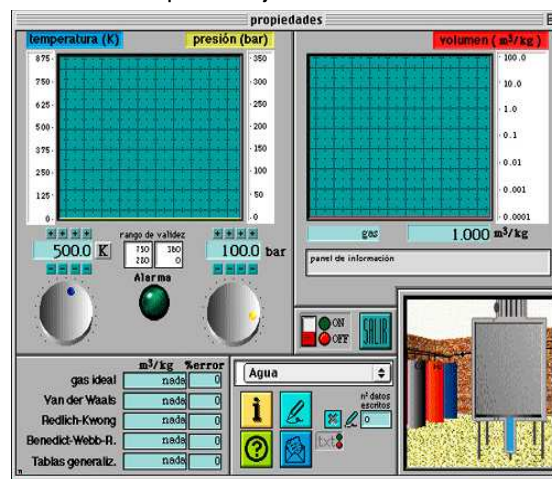 propiedades
temperatura (K)
presión (bar)
volumen ( m³/kg )
875
750
625
500
375
250
125
0
350
300
250
200
150
100
50
0
100.0
10.0
1.0
0.1
0.01
0.001
0.0001
rango de validez
500.0 K
750 360
280 0
100.0 bar
Alarma
gas
1.000 m³/kg
panel de información
ON
OFF
SALIR
m³/kg %error
gas ideal nada 0
Van der Waals nada 0
Redlich-Kwong nada 0
Benedict-Webb-R. nada 0
Tablas generaliz. nada 0
Agua
i
?
nº datos
escritos
0
txt